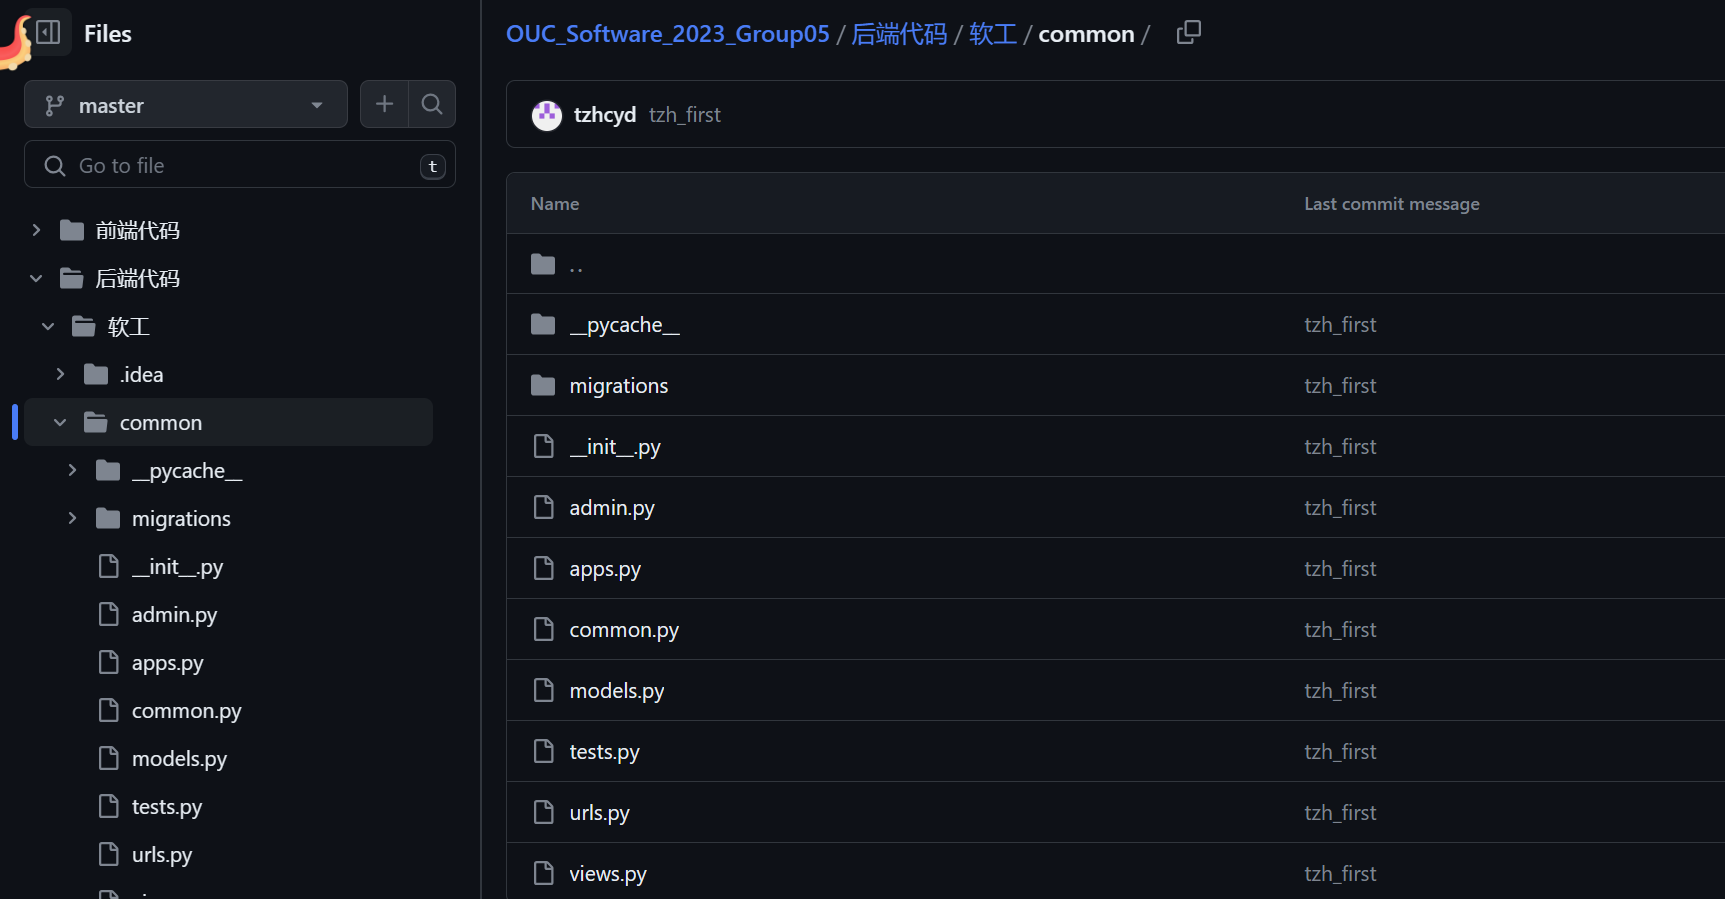 Files
master
Go to file
t
前端代码
后端代码
软工
.idea
common
__pycache__
migrations
__init__.py
admin.py
apps.py
common.py
models.py
tests.py
urls.py
OUC_Software_2023_Group05 / 后端代码 / 软工 / common /
tzhcyd tzh_first
Name Last commit message
..
__pycache__ tzh_first
migrations tzh_first
__init__.py tzh_first
admin.py tzh_first
apps.py tzh_first
common.py tzh_first
models.py tzh_first
tests.py tzh_first
urls.py tzh_first
views.py tzh_first